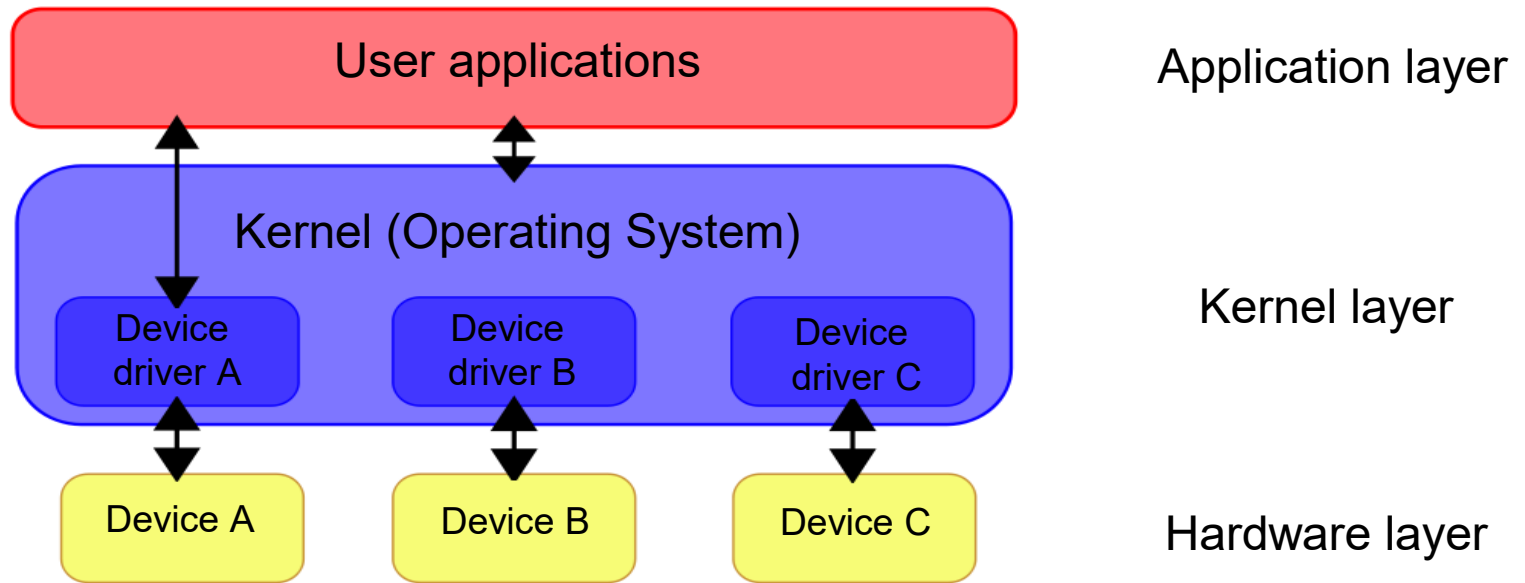 User applications
Application layer
Kernel (Operating System)
Kernel layer
Device
driver A
Device
driver B
Device
driver C
Device A
Device B
Device C
Hardware layer